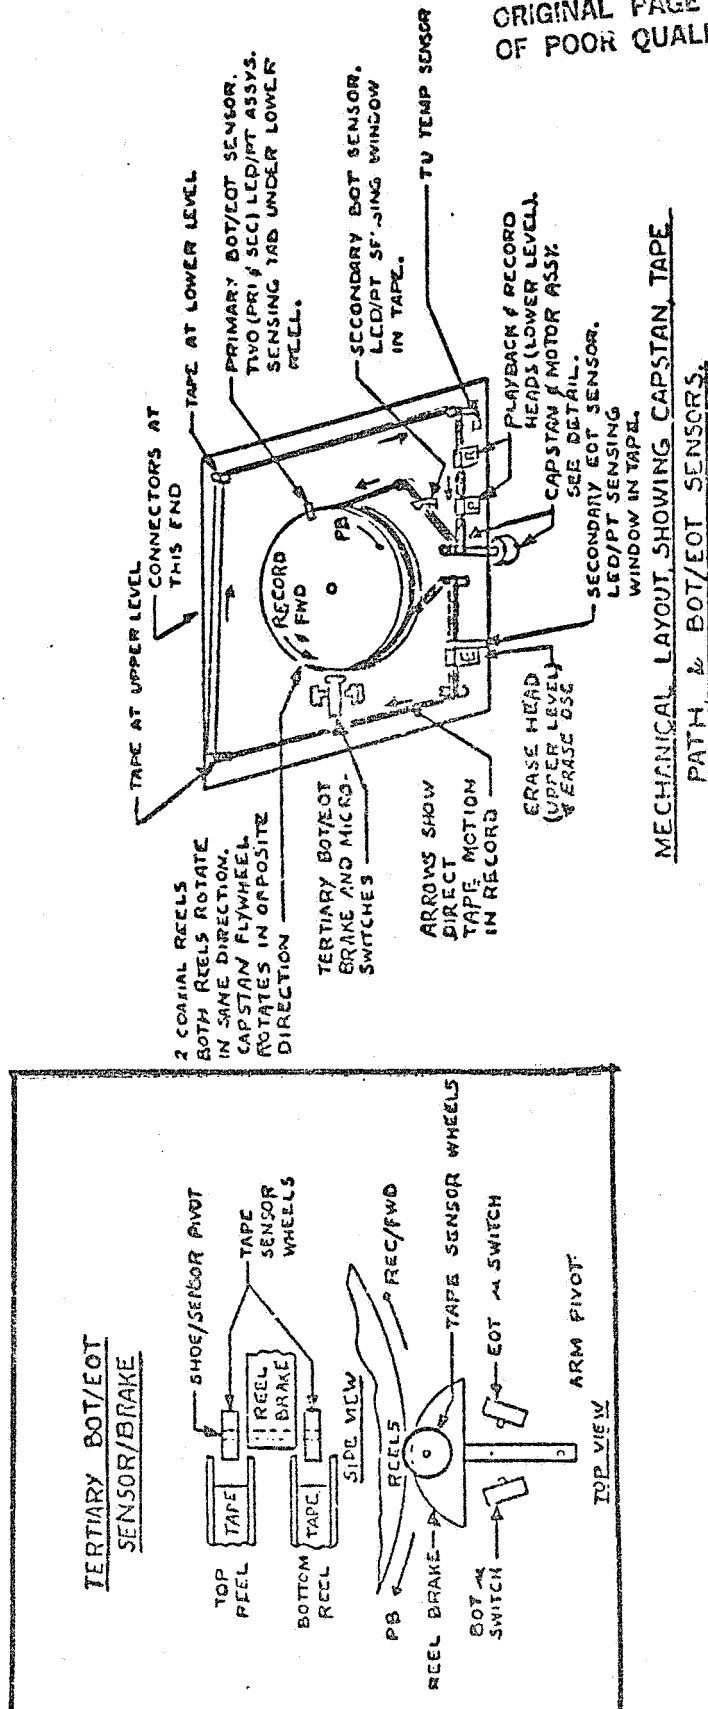 ORIGINAL PAGE
OF POOR QUALI
TERTIARY BOT/EOT
SENSOR/BRAKE
SHOE/SENSOR PIVOT
TAPE
SENSOR
WHEELS
TOP
REEL
TAPE
REEL
BRAKE
BOTTOM
REEL
TAPE
SIDE VIEW
PB
REELS
REC/FWD
REEL BRAKE
TAPE SENSOR WHEELS
BOT µ
SWITCH
EOT µ SWITCH
ARM PIVOT
TOP VIEW
2 COAXIAL REELS
BOTH REELS ROTATE
IN SAME DIRECTION.
CAPSTAN FLYWHEEL
ROTATES IN OPPOSITE
DIRECTION
TERTIARY BOT/EOT
BRAKE AND MICRO-
SWITCHES
ARROWS SHOW
DIRECT
TAPE MOTION
IN RECORD
TAPE AT UPPER LEVEL
CONNECTORS AT
THIS END
TAPE AT LOWER LEVEL
PRIMARY BOT/EOT SENSOR.
TWO (PRI & SEC) LED/PT ASSYS.
SENSING TAB UNDER LOWER
REEL.
RECORD
& FWD
PB
SECONDARY BOT SENSOR.
LED/PT SENSING WINDOW
IN TAPE.
TU TEMP SENSOR
PLAYBACK & RECORD
HEADS (LOWER LEVEL).
CAPSTAN & MOTOR ASSY.
SEE DETAIL.
SECONDARY EOT SENSOR.
LED/PT SENSING
WINDOW IN TAPE.
ERASE HEAD
(UPPER LEVEL)
& ERASE OSC
MECHANICAL LAYOUT SHOWING CAPSTAN, TAPE
PATH, & BOT/EOT SENSORS.